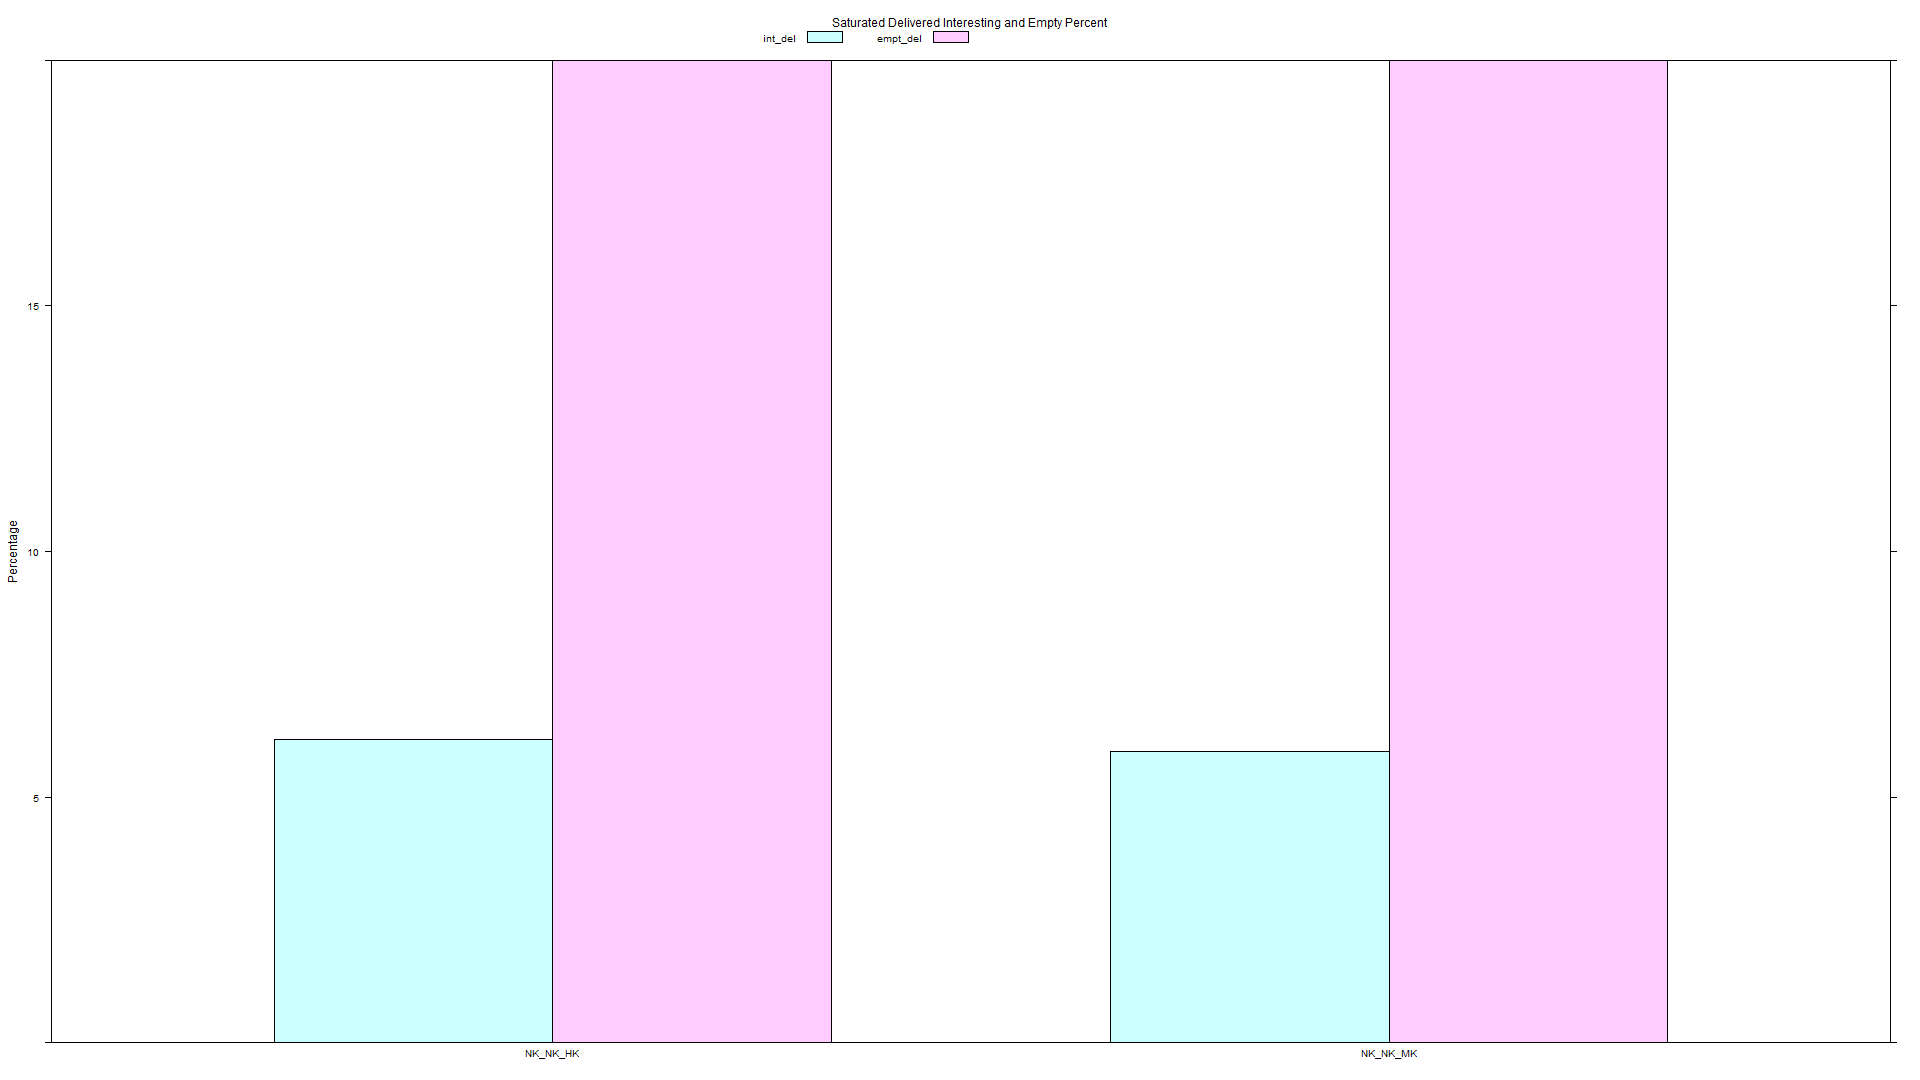 Saturated Delivered Interesting and Empty Percent
int_del empt_del
Percentage
15
10
5
NK_NK_HK NK_NK_MK